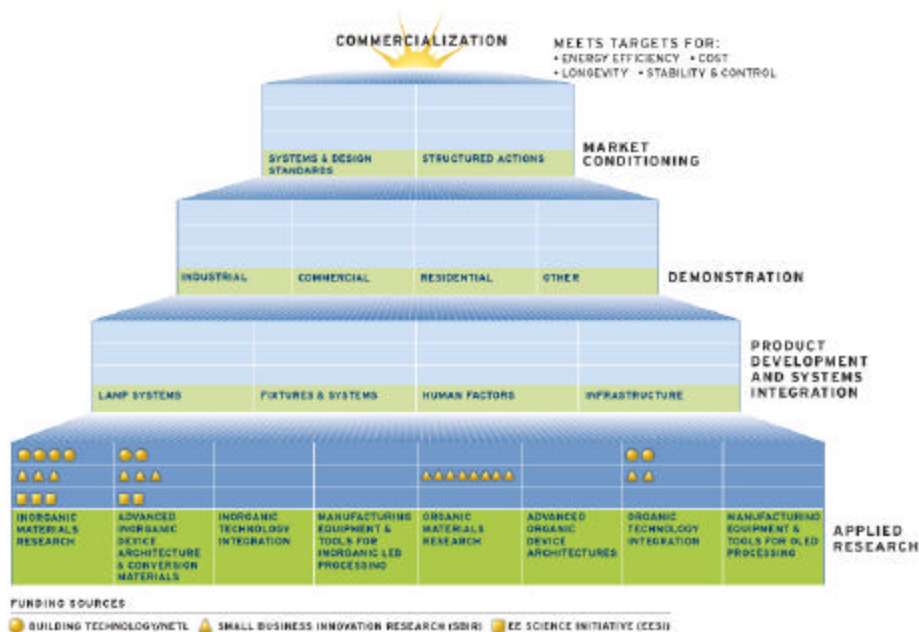 COMMERCIALIZATION
MEETS TARGETS FOR:
• ENERGY EFFICIENCY • COST
• LONGEVITY • STABILITY & CONTROL
SYSTEMS & DESIGN
STANDARDS
STRUCTURED ACTIONS
MARKET
CONDITIONING
INDUSTRIAL
COMMERCIAL
RESIDENTIAL
OTHER
DEMONSTRATION
LAMP SYSTEMS
FIXTURES & SYSTEMS
HUMAN FACTORS
INFRASTRUCTURE
PRODUCT
DEVELOPMENT
AND SYSTEMS
INTEGRATION
INORGANIC
MATERIALS
RESEARCH
ADVANCED
INORGANIC
DEVICE
ARCHITECTURE
& CONVERSION
MATERIALS
INORGANIC
TECHNOLOGY
INTEGRATION
MANUFACTURING
EQUIPMENT &
TOOLS FOR
INORGANIC LED
PROCESSING
ORGANIC
MATERIALS
RESEARCH
ADVANCED
ORGANIC
DEVICE
ARCHITECTURES
ORGANIC
TECHNOLOGY
INTEGRATION
MANUFACTURING
EQUIPMENT &
TOOLS FOR OLED
PROCESSING
APPLIED
RESEARCH
FUNDING SOURCES
BUILDING TECHNOLOGY/NETL
SMALL BUSINESS INNOVATION RESEARCH (SBIR)
EE SCIENCE INITIATIVE (EESI)